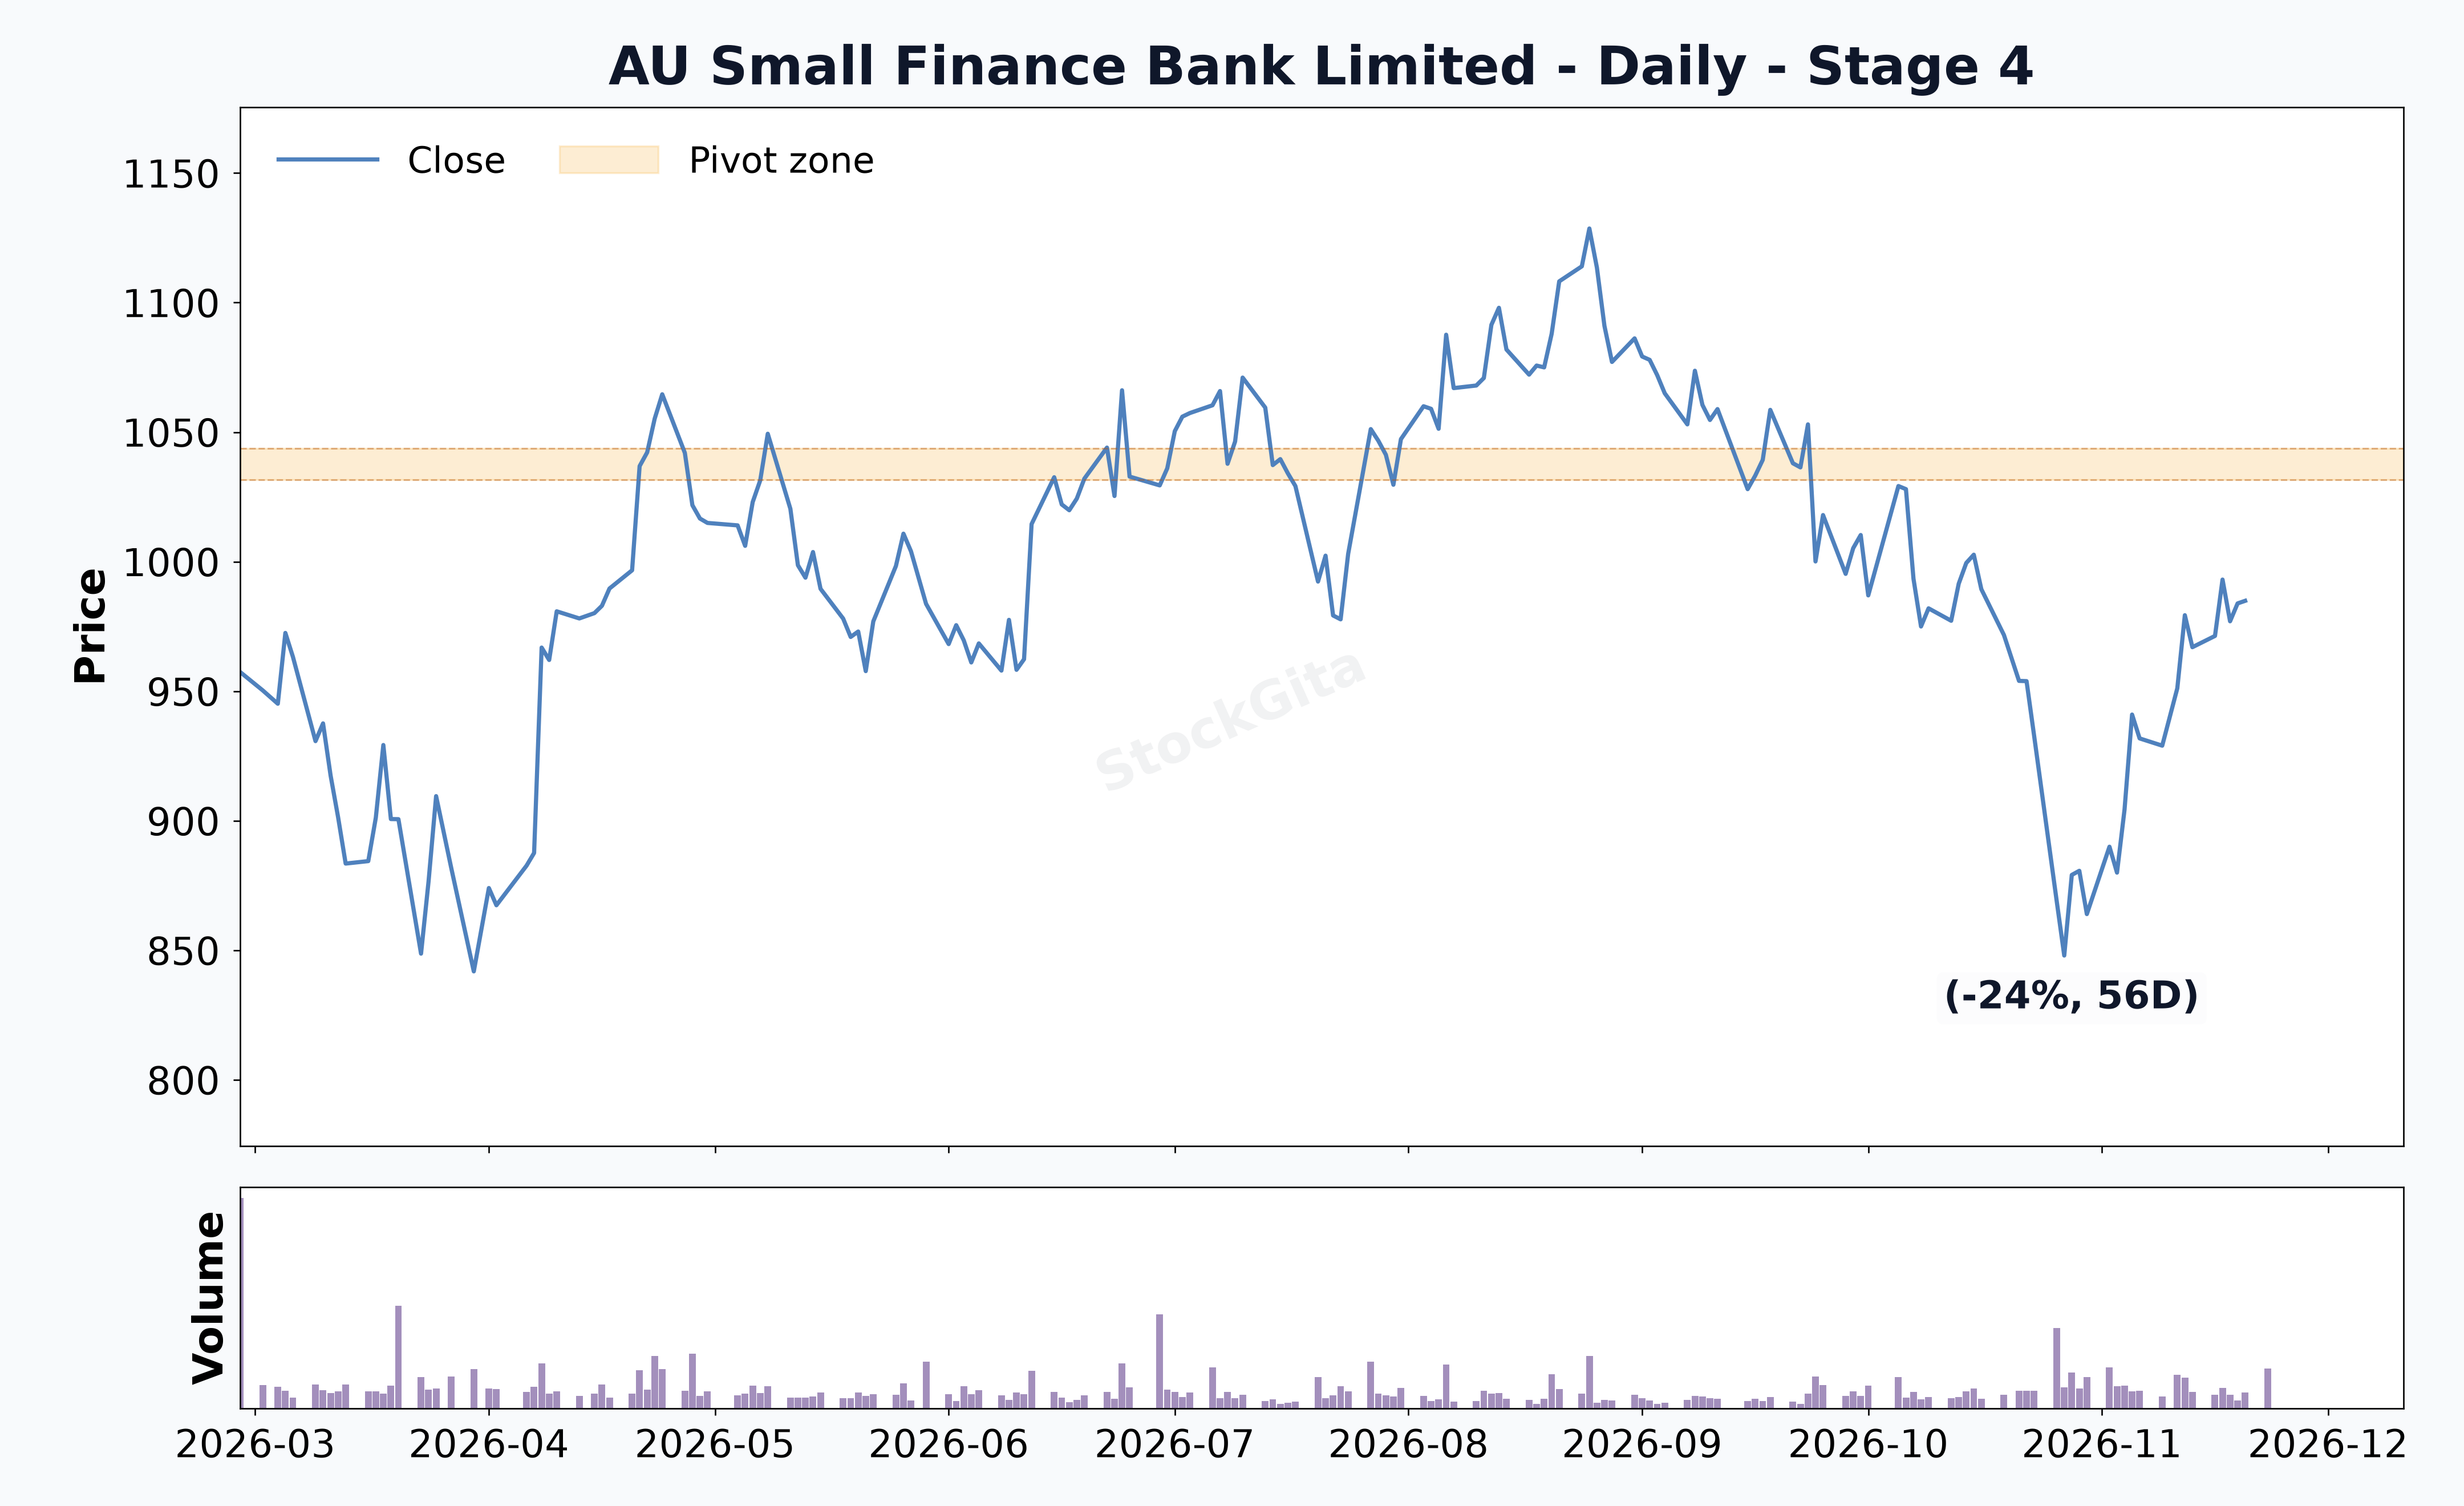 AU Small Finance Bank Limited - Daily - Stage 4
Close
Pivot zone
Price
1150
1100
1050
1000
950
900
850
800
StockGita
(-24%, 56D)
Volume
2026-03
2026-04
2026-05
2026-06
2026-07
2026-08
2026-09
2026-10
2026-11
2026-12